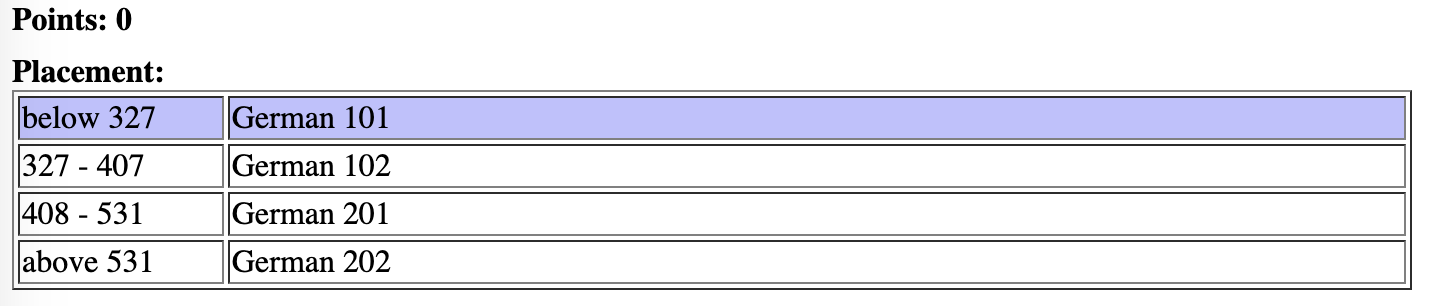 Points: 0
Placement:
below 327 German 101
327 - 407 German 102
408 - 531 German 201
above 531 German 202